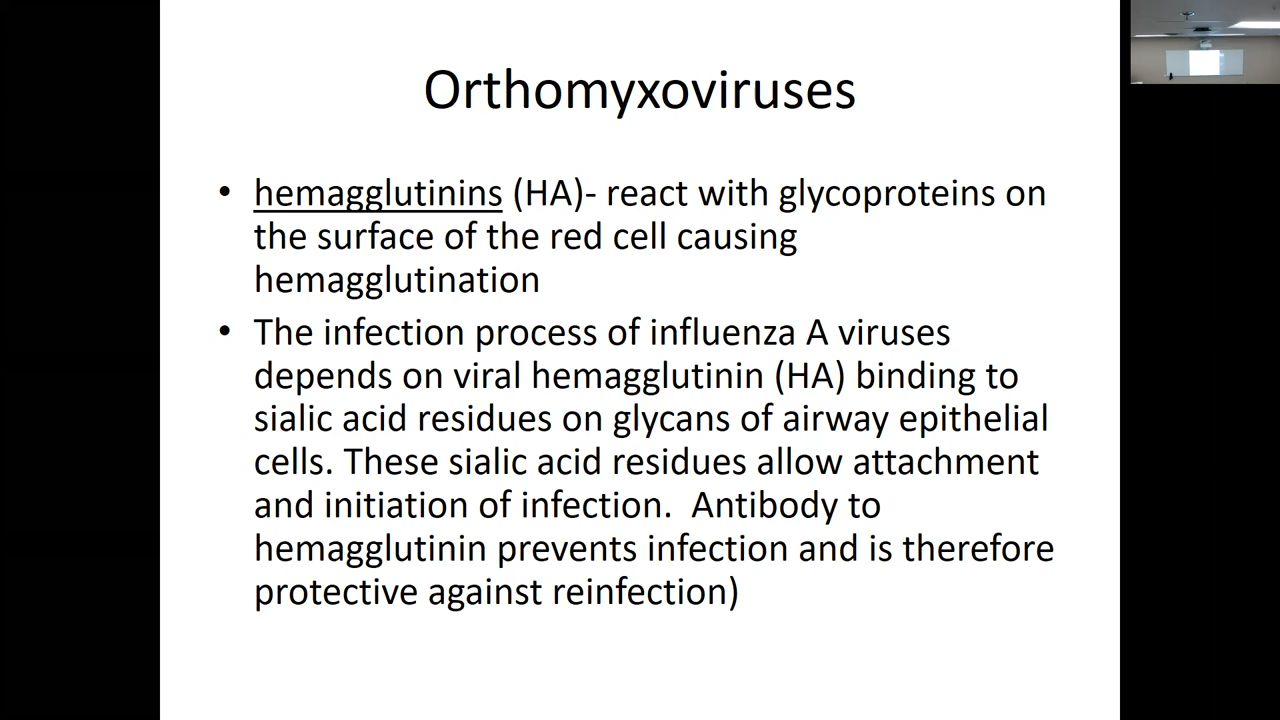 Orthomyxoviruses
• hemagglutinins (HA)- react with glycoproteins on
the surface of the red cell causing
hemagglutination
• The infection process of influenza A viruses
depends on viral hemagglutinin (HA) binding to
sialic acid residues on glycans of airway epithelial
cells. These sialic acid residues allow attachment
and initiation of infection.  Antibody to
hemagglutinin prevents infection and is therefore
protective against reinfection)